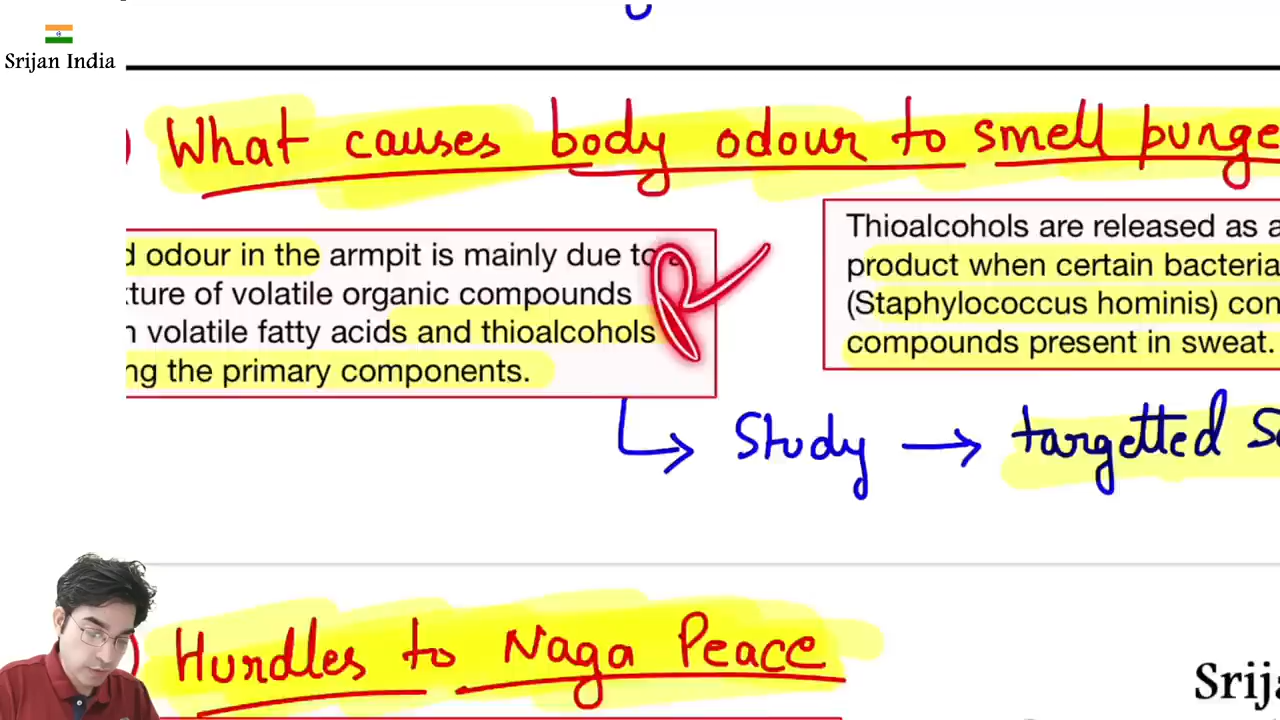 Srijan India
What causes body odour to smell punge
d odour in the armpit is mainly due to
ture of volatile organic compounds
n volatile fatty acids and thioalcohols
ng the primary components.
Thioalcohols are released as a
product when certain bacteria
(Staphylococcus hominis) con
compounds present in sweat.
Study → targetted S
Hurdles to Naga Peace
Srij